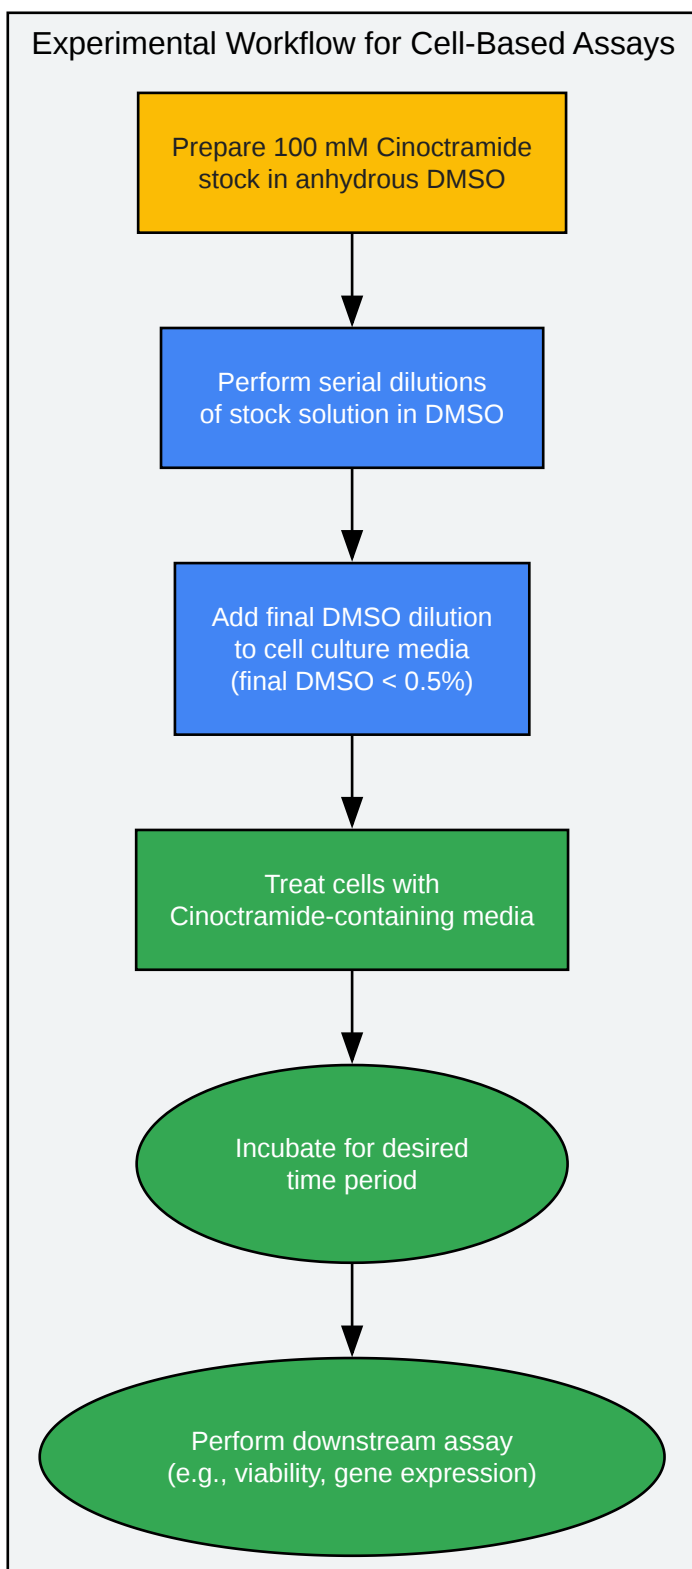 Experimental Workflow for Cell-Based Assays
Prepare 100 mM Cinoctramide
stock in anhydrous DMSO
Perform serial dilutions
of stock solution in DMSO
Add final DMSO dilution
to cell culture media
(final DMSO < 0.5%)
Treat cells with
Cinoctramide-containing media
Incubate for desired
time period
Perform downstream assay
(e.g., viability, gene expression)